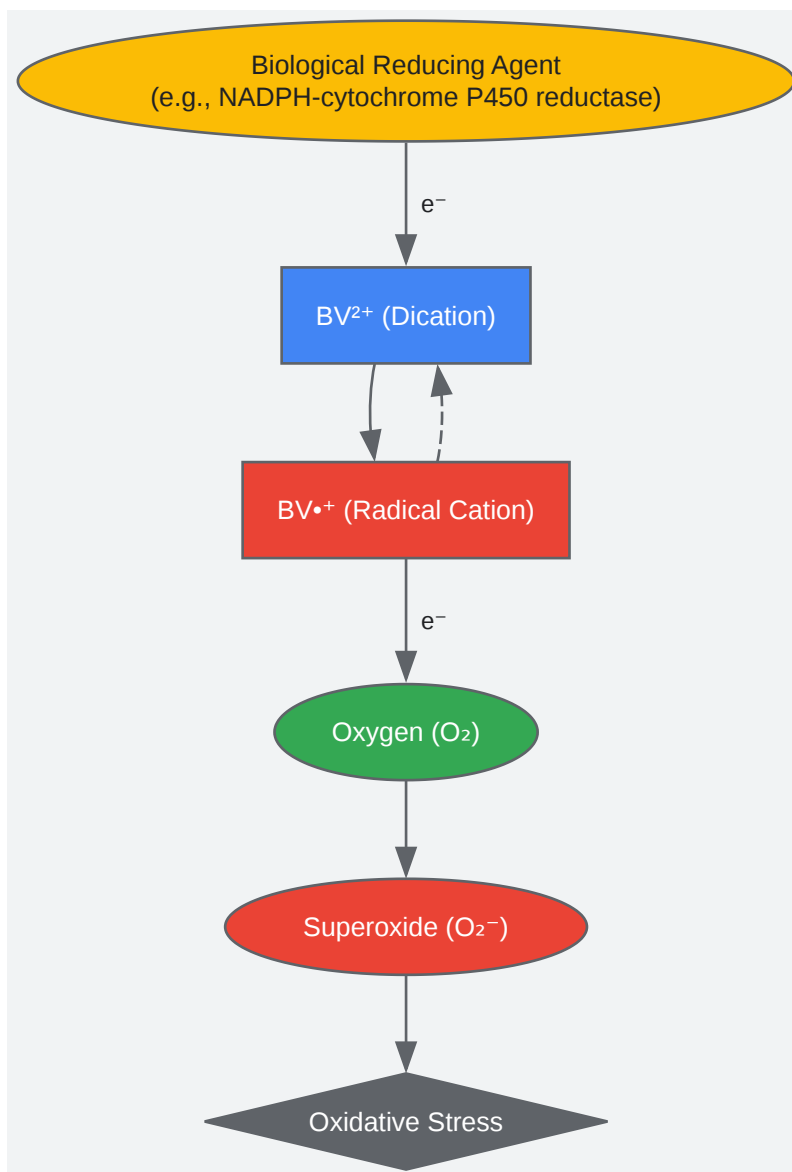 Biological Reducing Agent
(e.g., NADPH-cytochrome P450 reductase)
e⁻
BV²⁺ (Dication)
BV•⁺ (Radical Cation)
e⁻
Oxygen (O₂)
Superoxide (O₂⁻)
Oxidative Stress